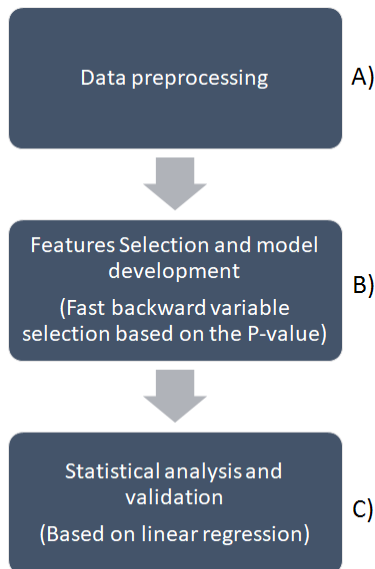 Data preprocessing
A)
Features Selection and model
development
(Fast backward variable
selection based on the P-value)
B)
Statistical analysis and
validation
(Based on linear regression)
C)